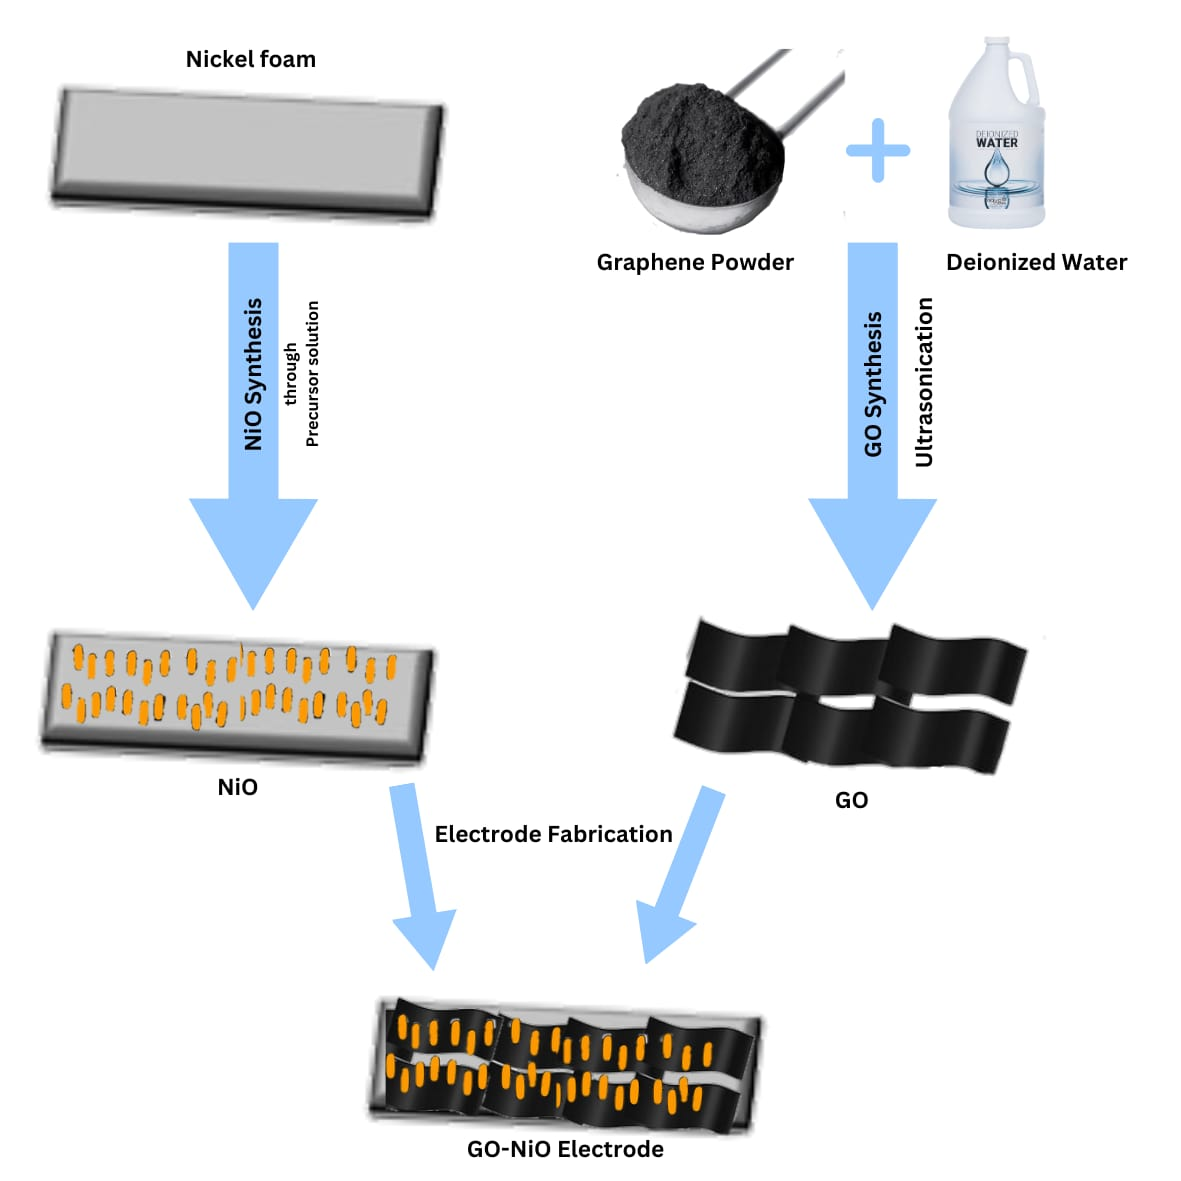 Nickel foam
DEIONIZED
WATER
Graphene Powder
Deionized Water
NiO Synthesis
through
Precursor solution
GO Synthesis
Ultrasonication
NiO
GO
Electrode Fabrication
GO-NiO Electrode